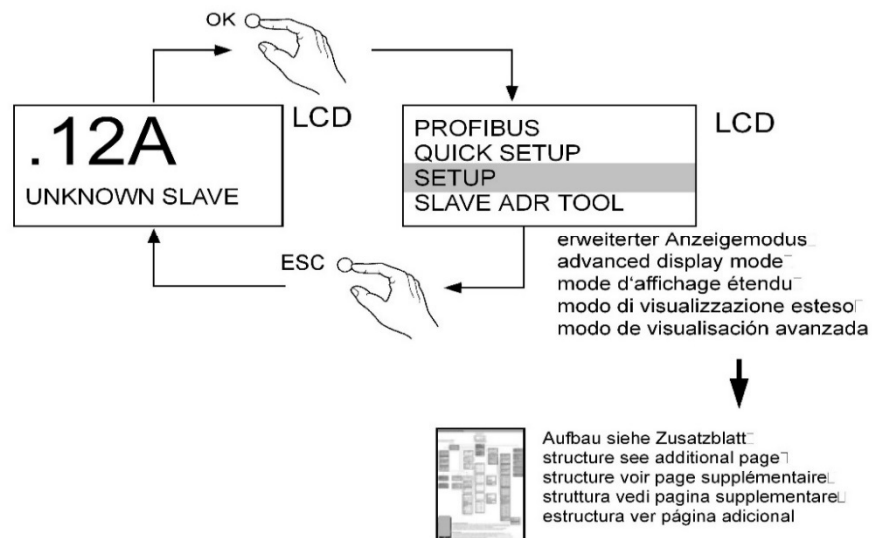 OK
LCD
.12A
UNKNOWN SLAVE
LCD
PROFIBUS
QUICK SETUP
SETUP
SLAVE ADR TOOL
ESC
erweiterter Anzeigemodus
advanced display mode
mode d'affichage étendu
modo di visualizzazione esteso
modo de visualisación avanzada
Aufbau siehe Zusatzblatt
structure see additional page
structure voir page supplémentaire
struttura vedi pagina supplementare
estructura ver página adicional